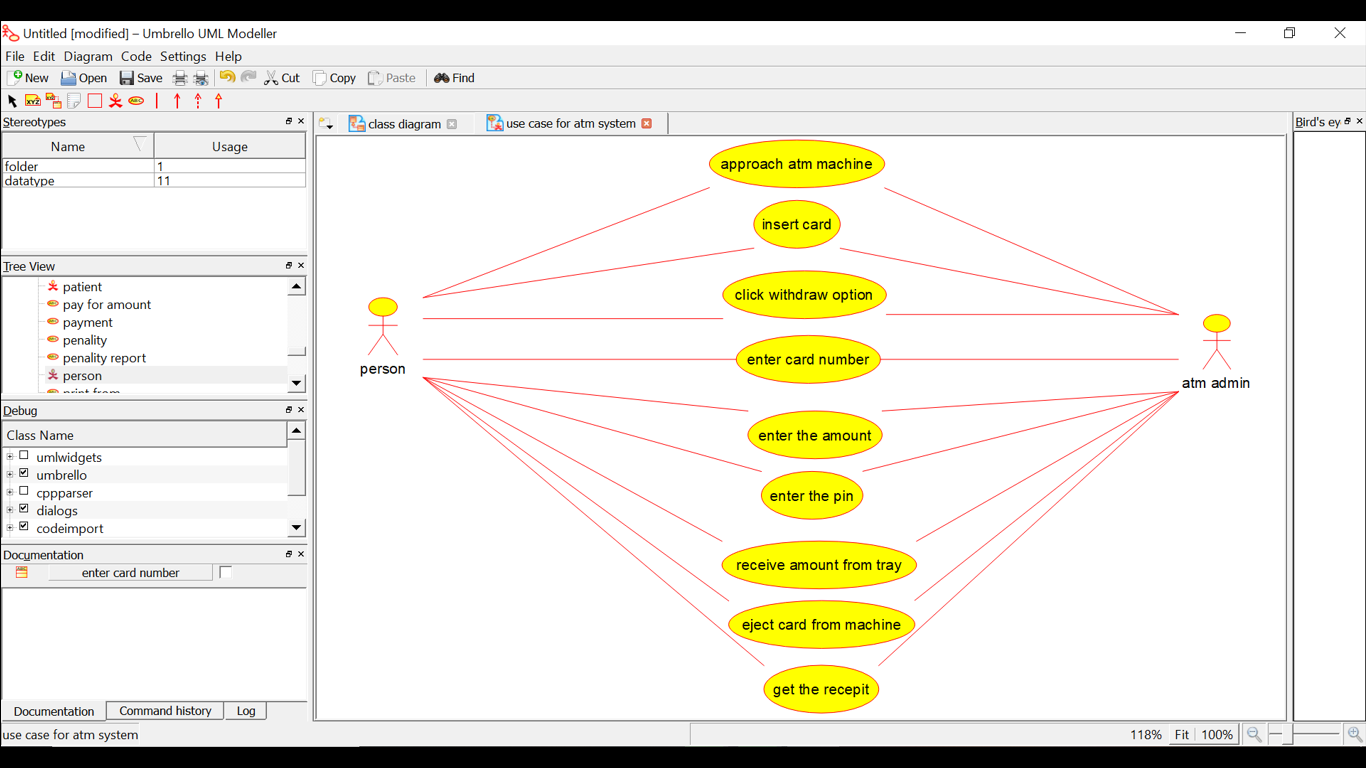 Untitled [modified] – Umbrello UML Modeller
File Edit Diagram Code Settings Help
New Open Save Cut Copy Paste Find
Stereotypes
Name Usage
folder 1
datatype 11
Tree View
patient
pay for amount
payment
penality
penality report
person
print from
Debug
Class Name
umlwidgets
umbrello
cppparser
dialogs
codeimport
Documentation
enter card number
Documentation Command history Log
class diagram use case for atm system
approach atm machine
insert card
click withdraw option
enter card number
enter the amount
enter the pin
receive amount from tray
eject card from machine
get the recepit
person
atm admin
Bird's ey
use case for atm system
118% Fit 100%